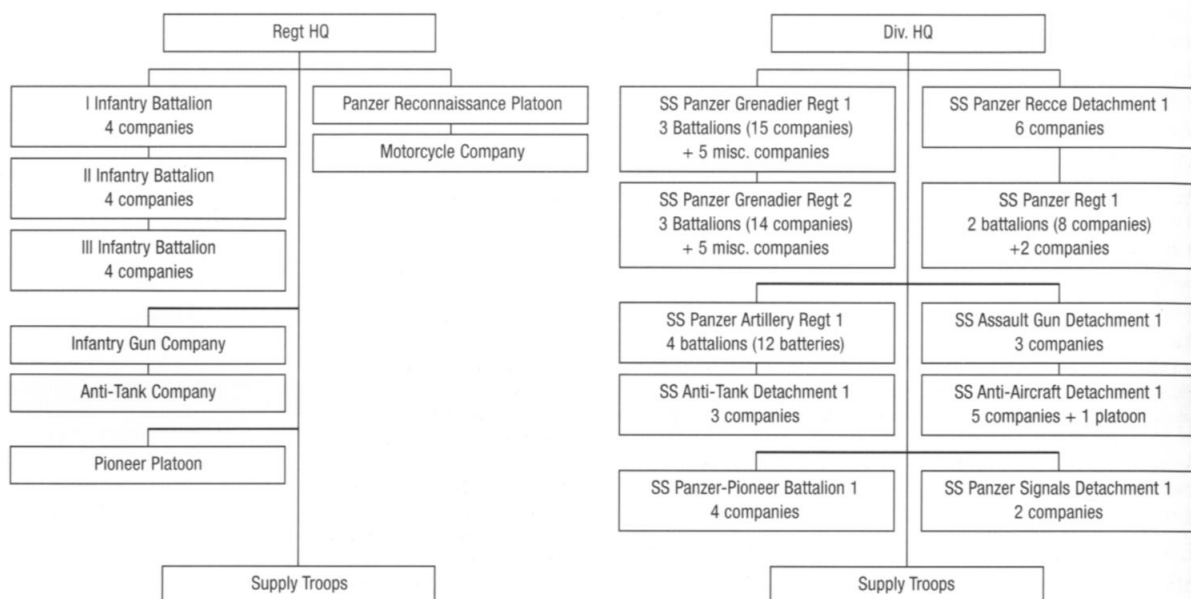 Regt HQ
I Infantry Battalion
4 companies
II Infantry Battalion
4 companies
III Infantry Battalion
4 companies
Panzer Reconnaissance Platoon
Motorcycle Company
Infantry Gun Company
Anti-Tank Company
Pioneer Platoon
Supply Troops
Div. HQ
SS Panzer Grenadier Regt 1
3 Battalions (15 companies)
+ 5 misc. companies
SS Panzer Grenadier Regt 2
3 Battalions (14 companies)
+ 5 misc. companies
SS Panzer Recce Detachment 1
6 companies
SS Panzer Regt 1
2 battalions (8 companies)
+2 companies
SS Panzer Artillery Regt 1
4 battalions (12 batteries)
SS Anti-Tank Detachment 1
3 companies
SS Assault Gun Detachment 1
3 companies
SS Anti-Aircraft Detachment 1
5 companies + 1 platoon
SS Panzer-Pioneer Battalion 1
4 companies
SS Panzer Signals Detachment 1
2 companies
Supply Troops